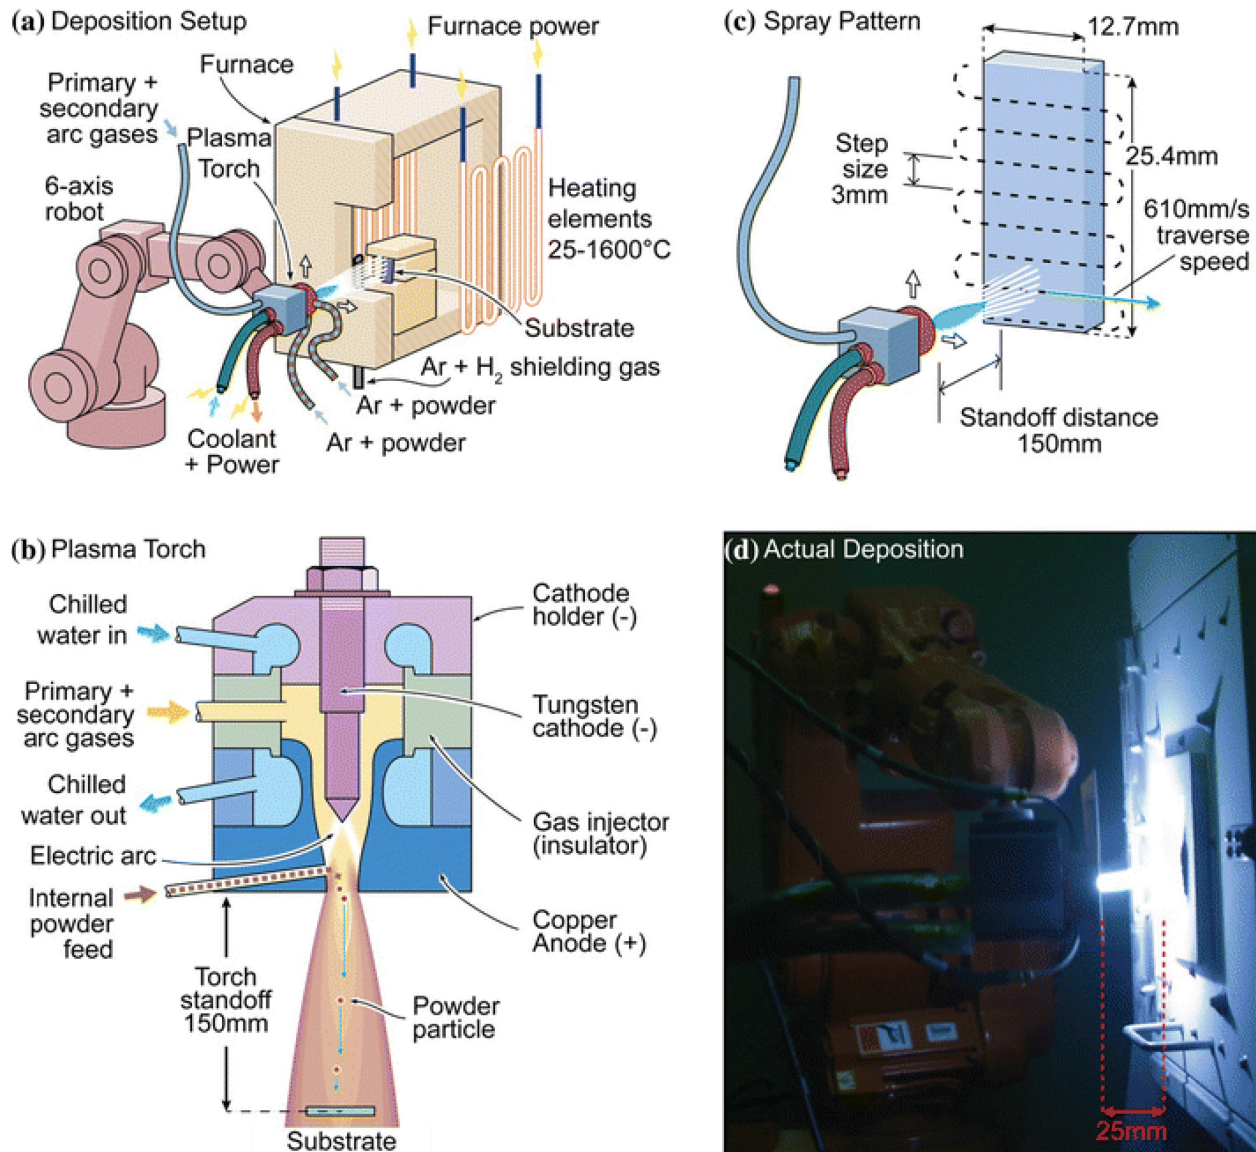 (a) Deposition Setup
Furnace power
Furnace
Primary +
secondary
arc gases
Plasma
Torch
6-axis
robot
Heating
elements
25-1600°C
Substrate
Ar + H2 shielding gas
Ar + powder
Ar + powder
Coolant
+ Power
(c) Spray Pattern
12.7mm
Step
size
3mm
25.4mm
610mm/s
traverse
speed
Standoff distance
150mm
(b) Plasma Torch
Chilled
water in
Primary +
secondary
arc gases
Chilled
water out
Electric arc
Internal
powder
feed
Torch
standoff
150mm
Cathode
holder (-)
Tungsten
cathode (-)
Gas injector
(insulator)
Copper
Anode (+)
Powder
particle
Substrate
(d) Actual Deposition
25mm